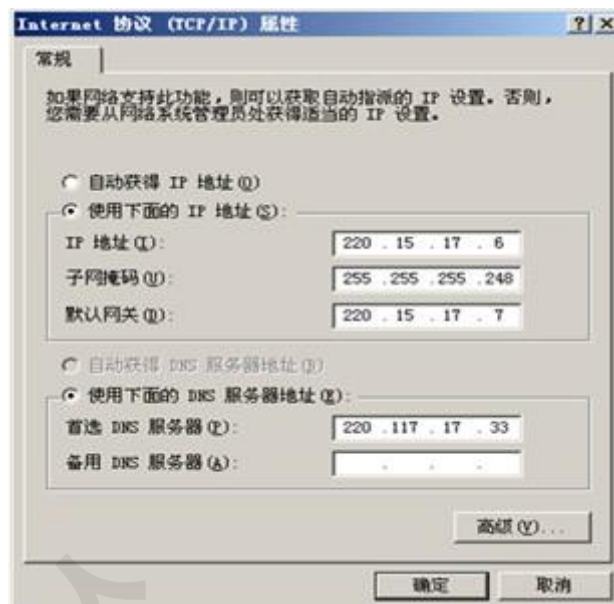 Internet 协议 (TCP/IP) 属性
常规
如果网络支持此功能,则可以获取自动指派的 IP 设置。否则,
您需要从网络系统管理员处获得适当的 IP 设置。
自动获得 IP 地址(O)
使用下面的 IP 地址(S):
IP 地址(I): 220 . 15 . 17 . 6
子网掩码(U): 255 .255 .255 .248
默认网关(D): 220 . 15 . 17 . 7
自动获得 DNS 服务器地址(B)
使用下面的 DNS 服务器地址(E):
首选 DNS 服务器(P): 220 .117 . 17 . 33
备用 DNS 服务器(A): . . .
高级(V)...
确定 取消